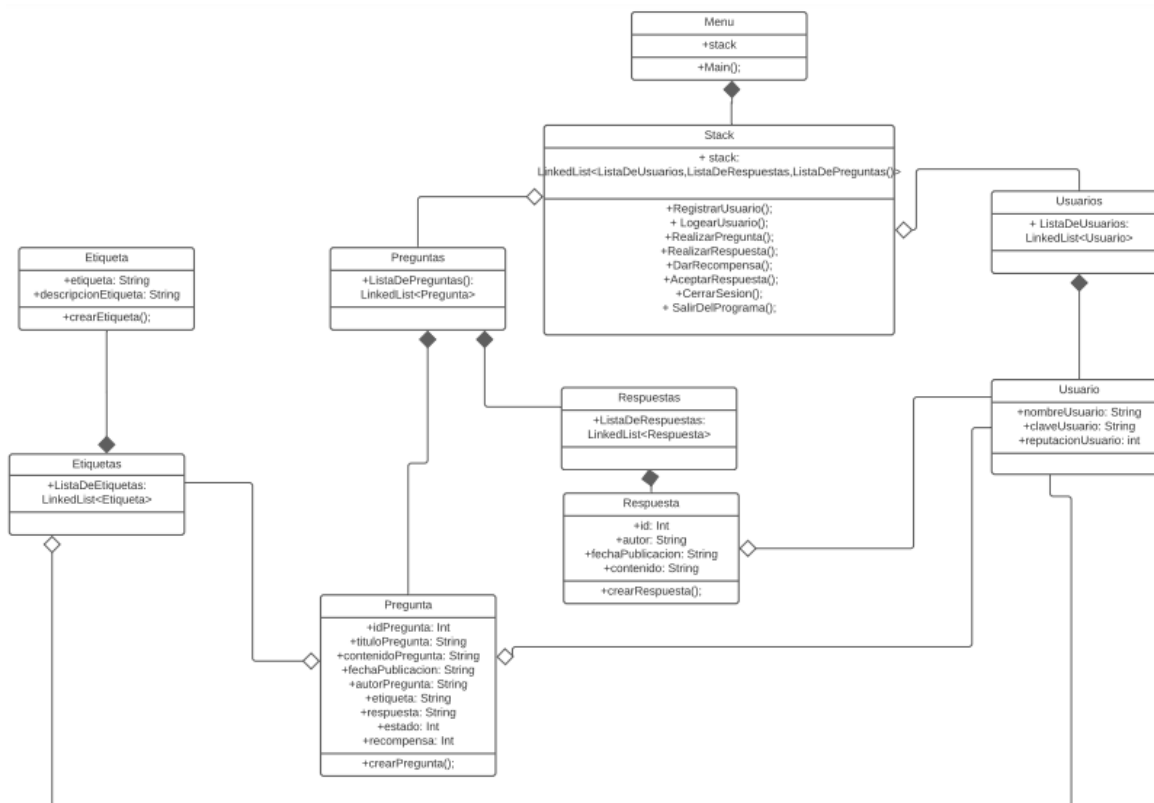 Menu
+stack
+Main();
Stack
+ stack:
LinkedList<ListaDeUsuarios,ListaDeRespuestas,ListaDePreguntas()>
+RegistrarUsuario();
+ LogearUsuario();
+RealizarPregunta();
+RealizarRespuesta();
+DarRecompensa();
+AceptarRespuesta();
+CerrarSesion();
+ SalirDelPrograma();
Usuarios
+ ListaDeUsuarios:
LinkedList<Usuario>
Etiqueta
+etiqueta: String
+descripcionEtiqueta: String
+crearEtiqueta();
Preguntas
+ListaDePreguntas():
LinkedList<Pregunta>
Respuestas
+ListaDeRespuestas:
LinkedList<Respuesta>
Usuario
+nombreUsuario: String
+claveUsuario: String
+reputacionUsuario: int
Etiquetas
+ListaDeEtiquetas:
LinkedList<Etiqueta>
Respuesta
+id: Int
+autor: String
+fechaPublicacion: String
+contenido: String
+crearRespuesta();
Pregunta
+idPregunta: Int
+tituloPregunta: String
+contenidoPregunta: String
+fechaPublicacion: String
+autorPregunta: String
+etiqueta: String
+respuesta: String
+estado: Int
+recompensa: Int
+crearPregunta();